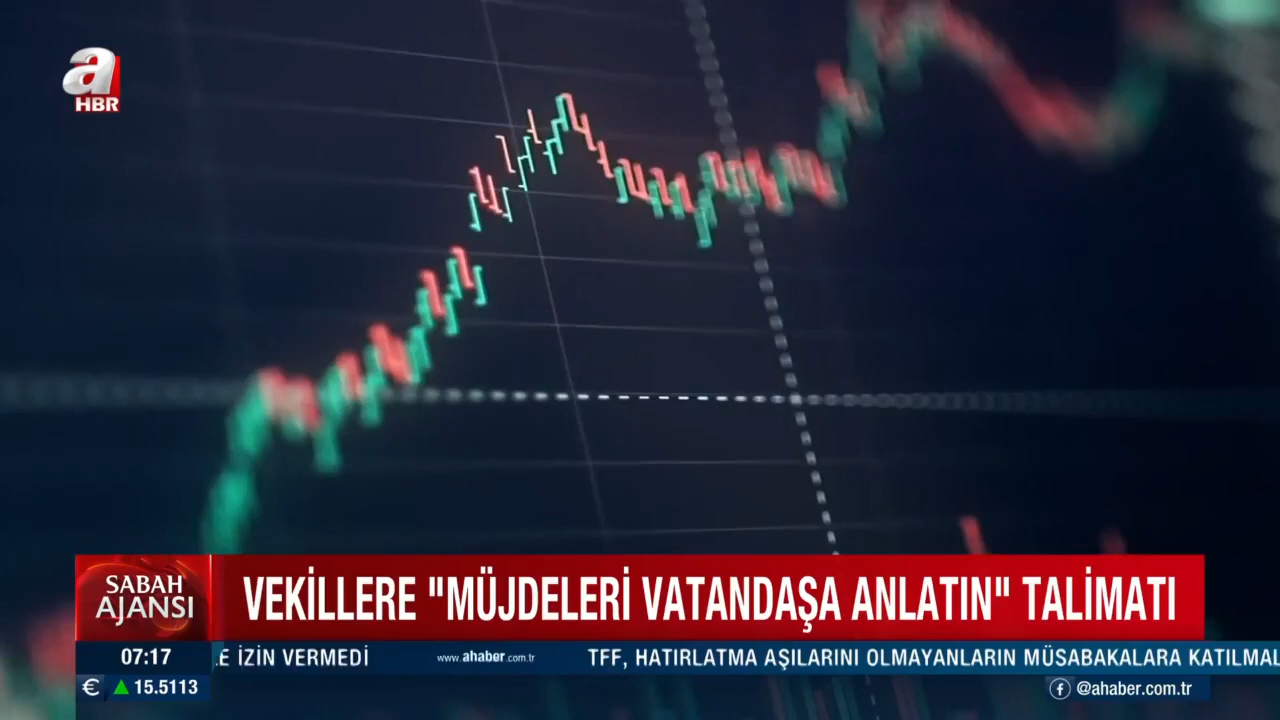 a
HBR
SABAH
AJANSI
VEKİLLERE "MÜJDELERİ VATANDAŞA ANLATIN" TALİMATI
07:17
E İZİN VERMEDİ
www.ahaber.com.tr
TFF, HATIRLATMA AŞILARINI OLMAYANLARIN MÜSABAKALARA KATILMAL
€ ▲ 15.5113
@ahaber.com.tr